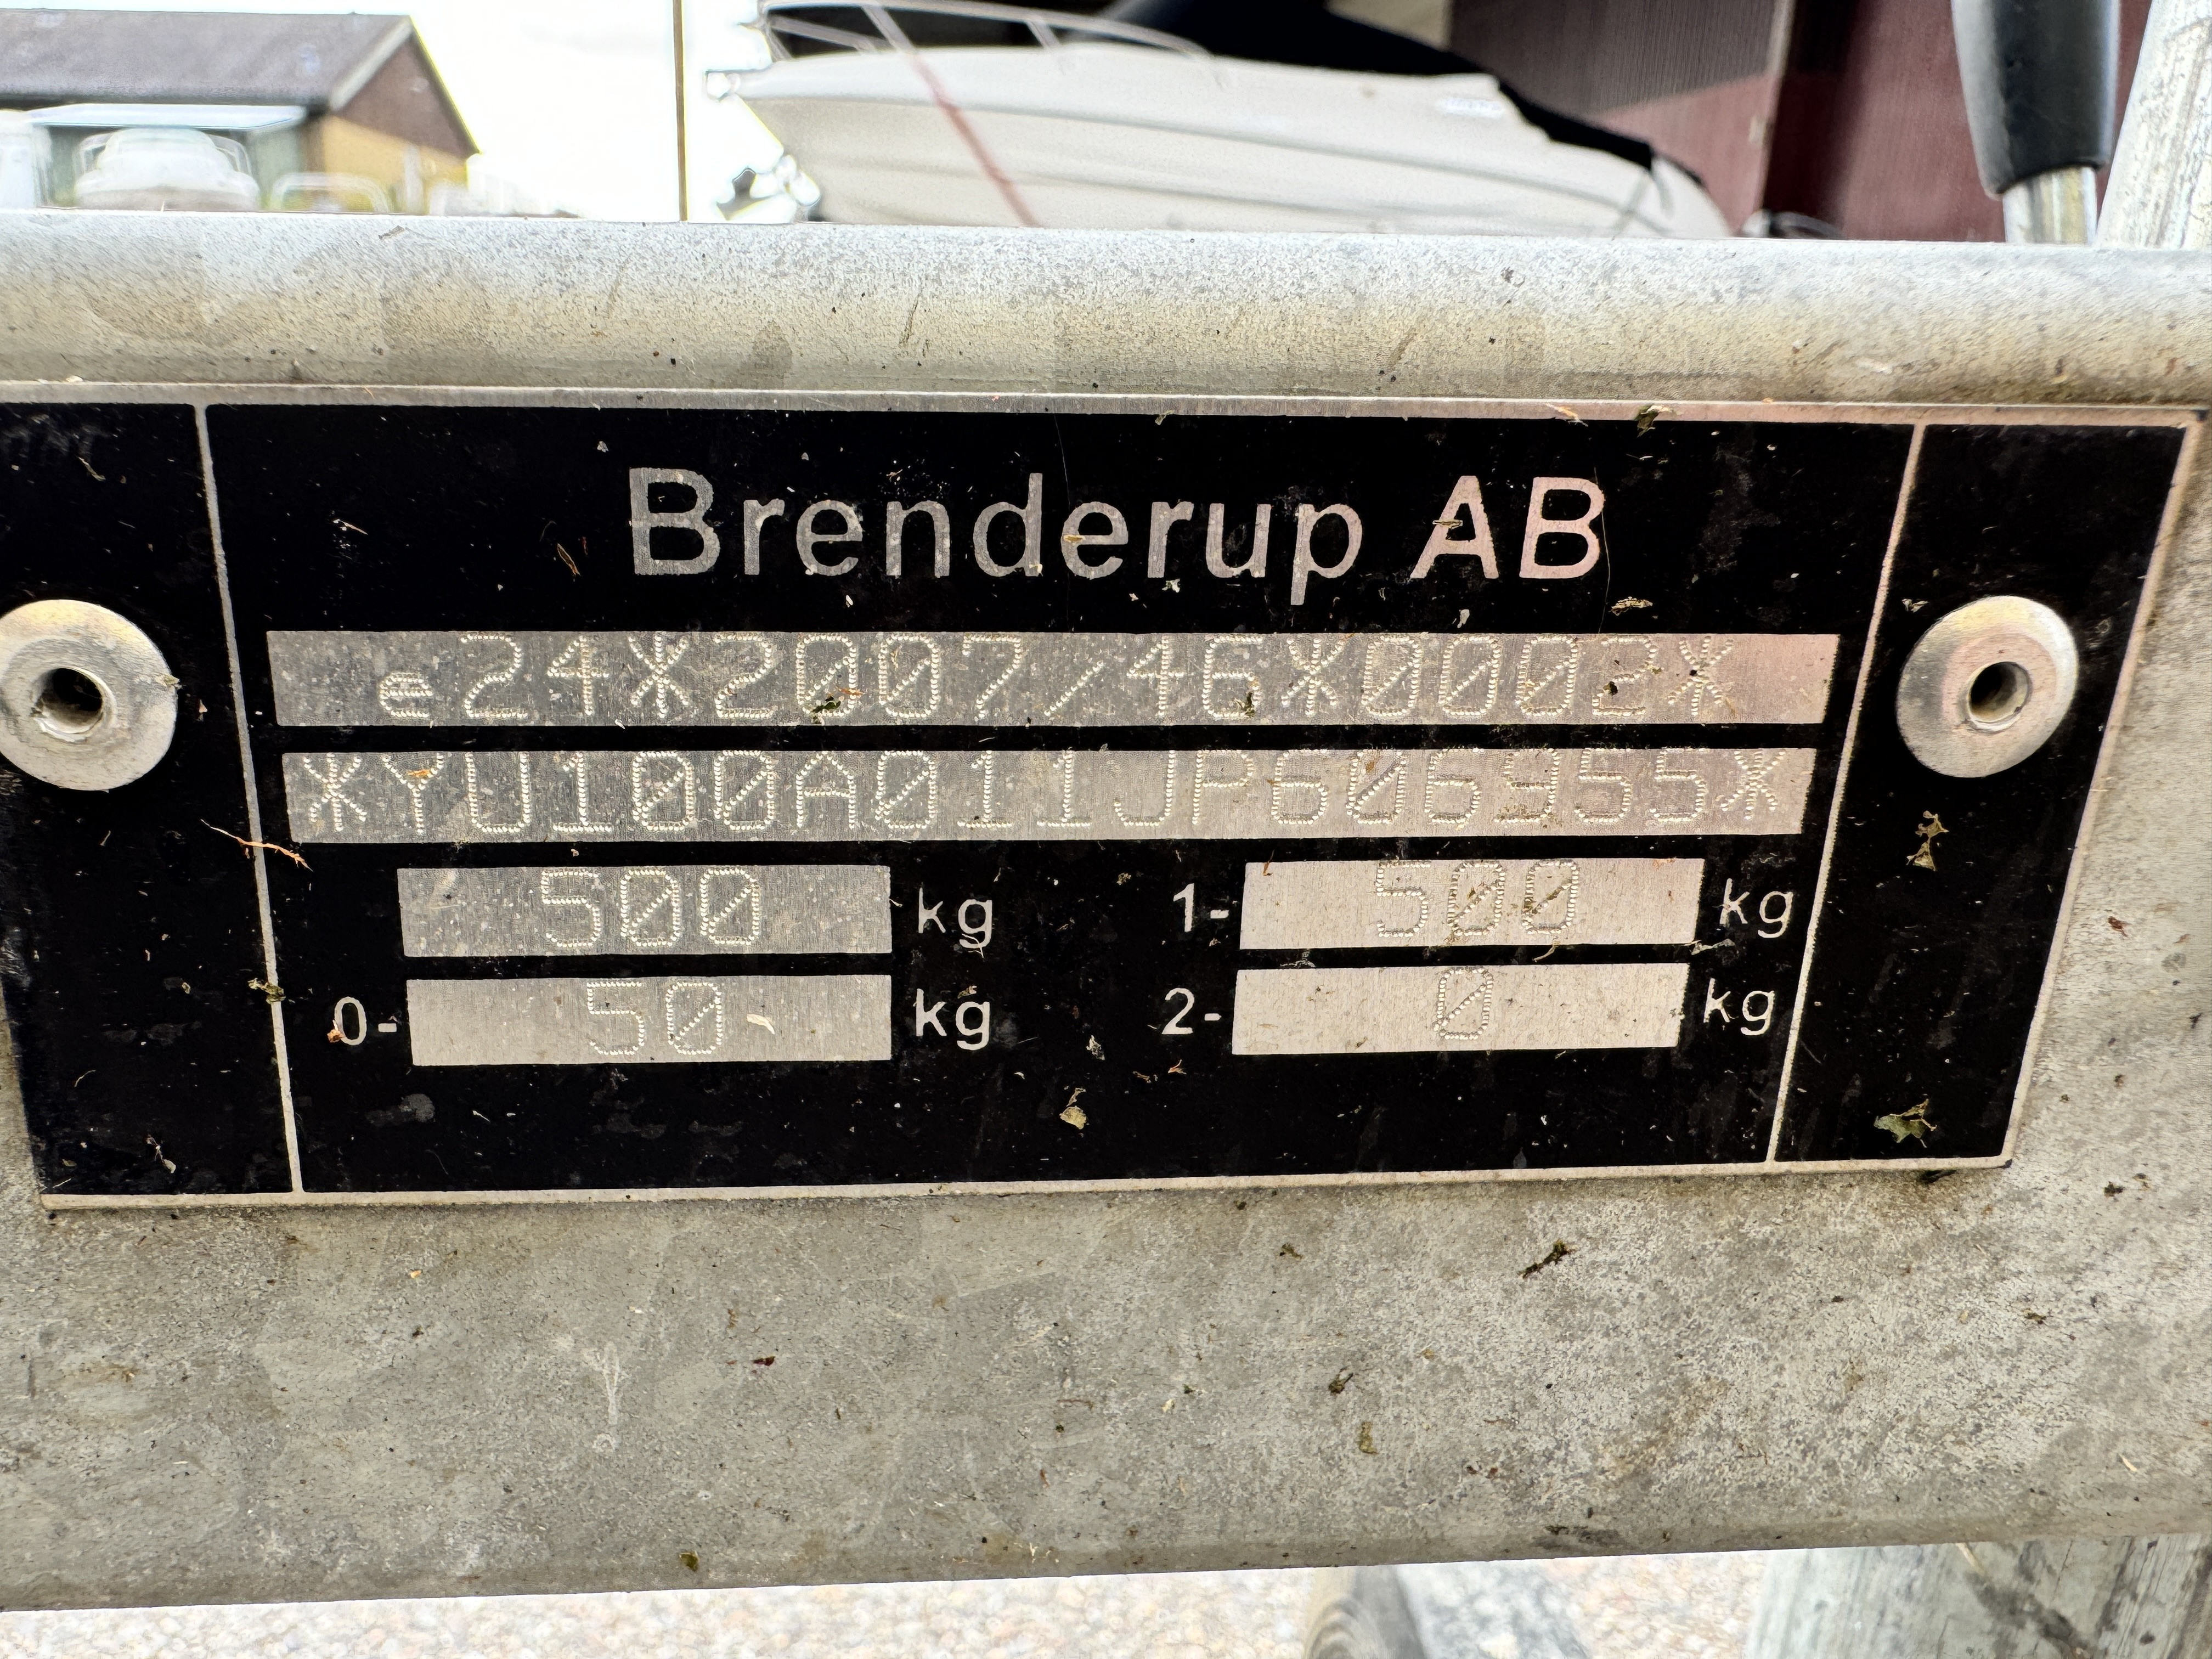 Brenderup AB
e24*2007/46*0002*
*YU100A011JP606955*
500 kg 1- 500 kg
0- 50 kg 2- 0 kg